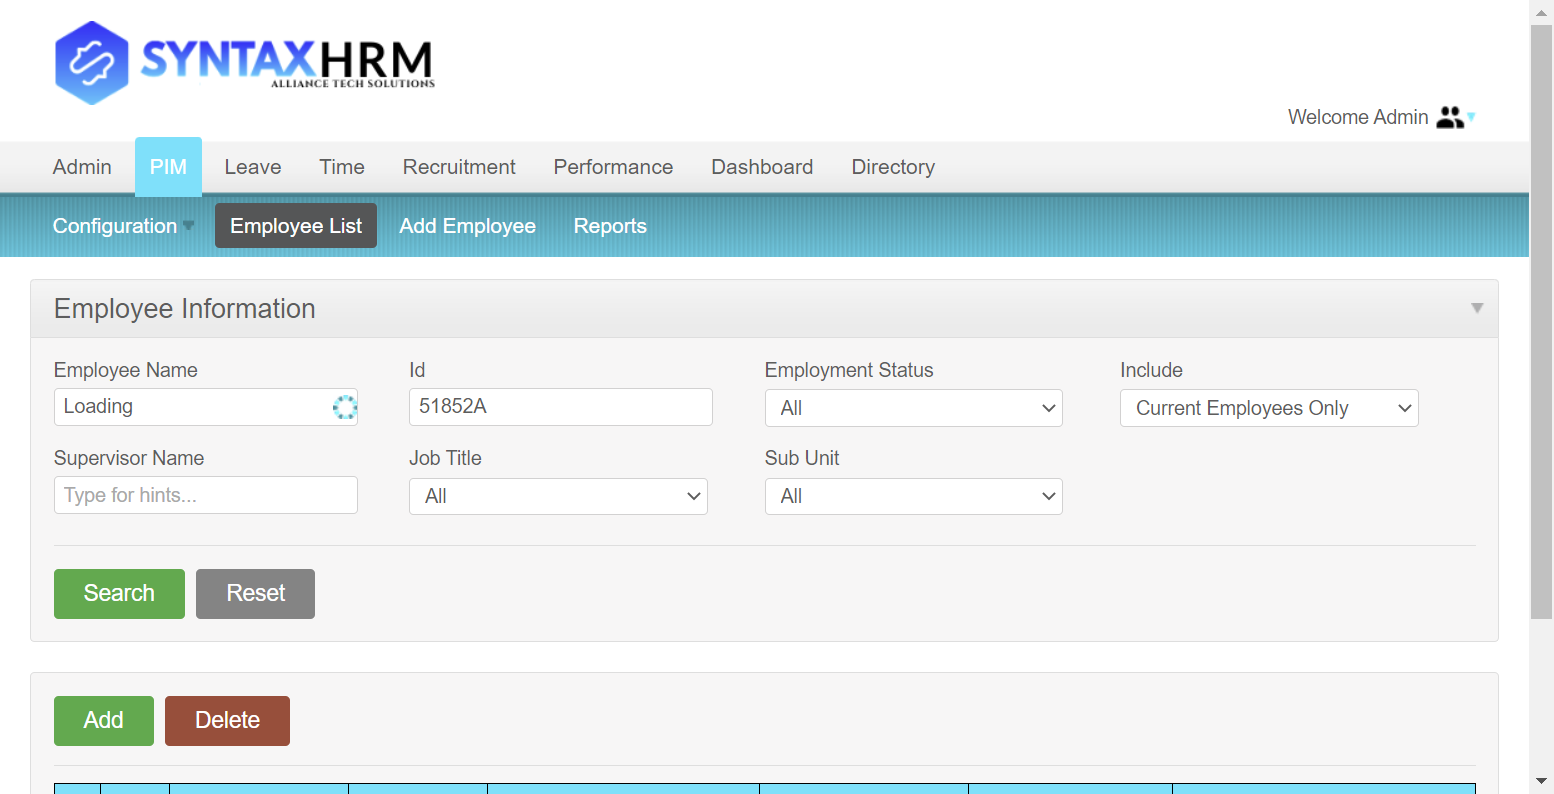 SYNTAXHRM
ALLIANCE TECH SOLUTIONS
Welcome Admin
Admin PIM Leave Time Recruitment Performance Dashboard Directory
Configuration Employee List Add Employee Reports
Employee Information
Employee Name Id Employment Status Include
Loading 51852A All Current Employees Only
Supervisor Name Job Title Sub Unit
Type for hints... All All
Search Reset
Add Delete